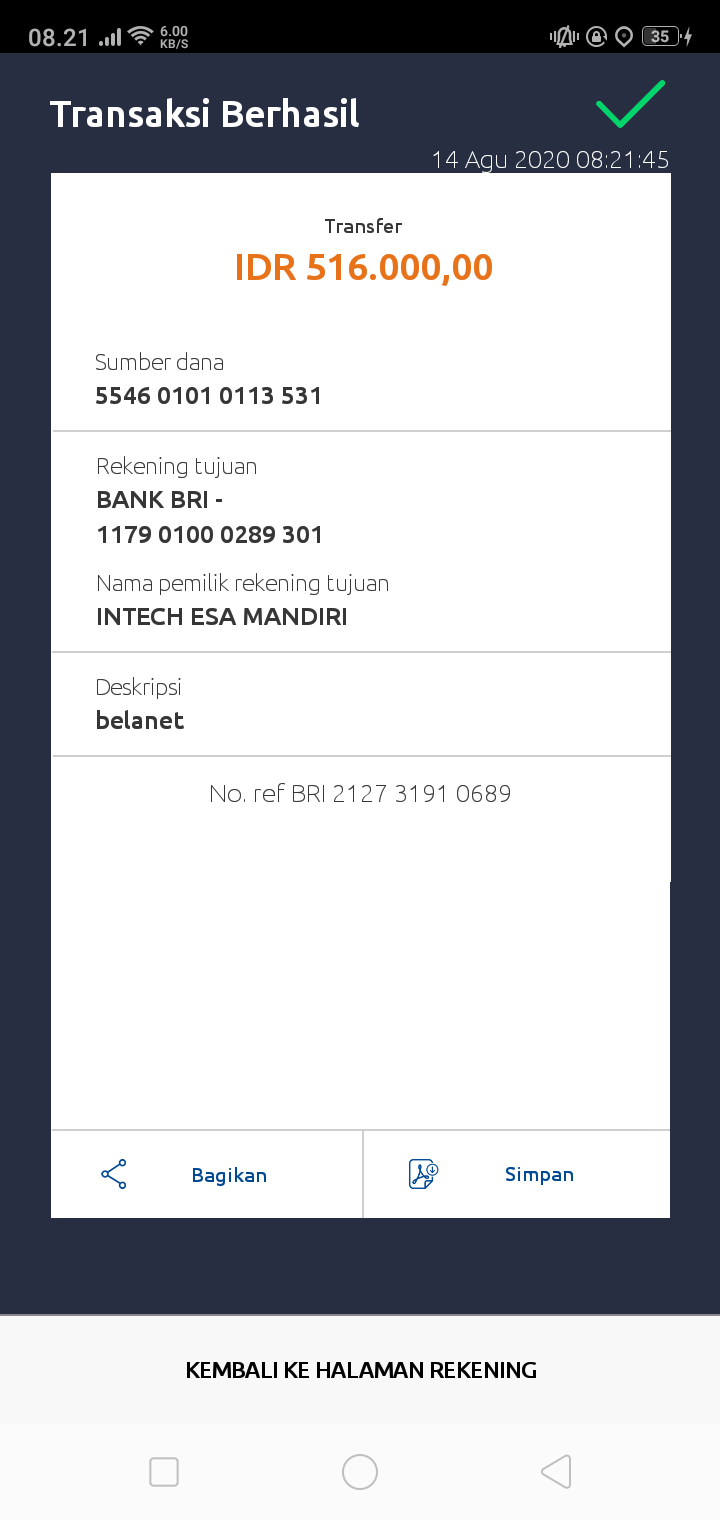 08.21
6.00
KB/S
35
Transaksi Berhasil
14 Agu 2020 08:21:45
Transfer
IDR 516.000,00
Sumber dana
5546 0101 0113 531
Rekening tujuan
BANK BRI -
1179 0100 0289 301
Nama pemilik rekening tujuan
INTECH ESA MANDIRI
Deskripsi
belanet
No. ref BRI 2127 3191 0689
Bagikan
Simpan
KEMBALI KE HALAMAN REKENING